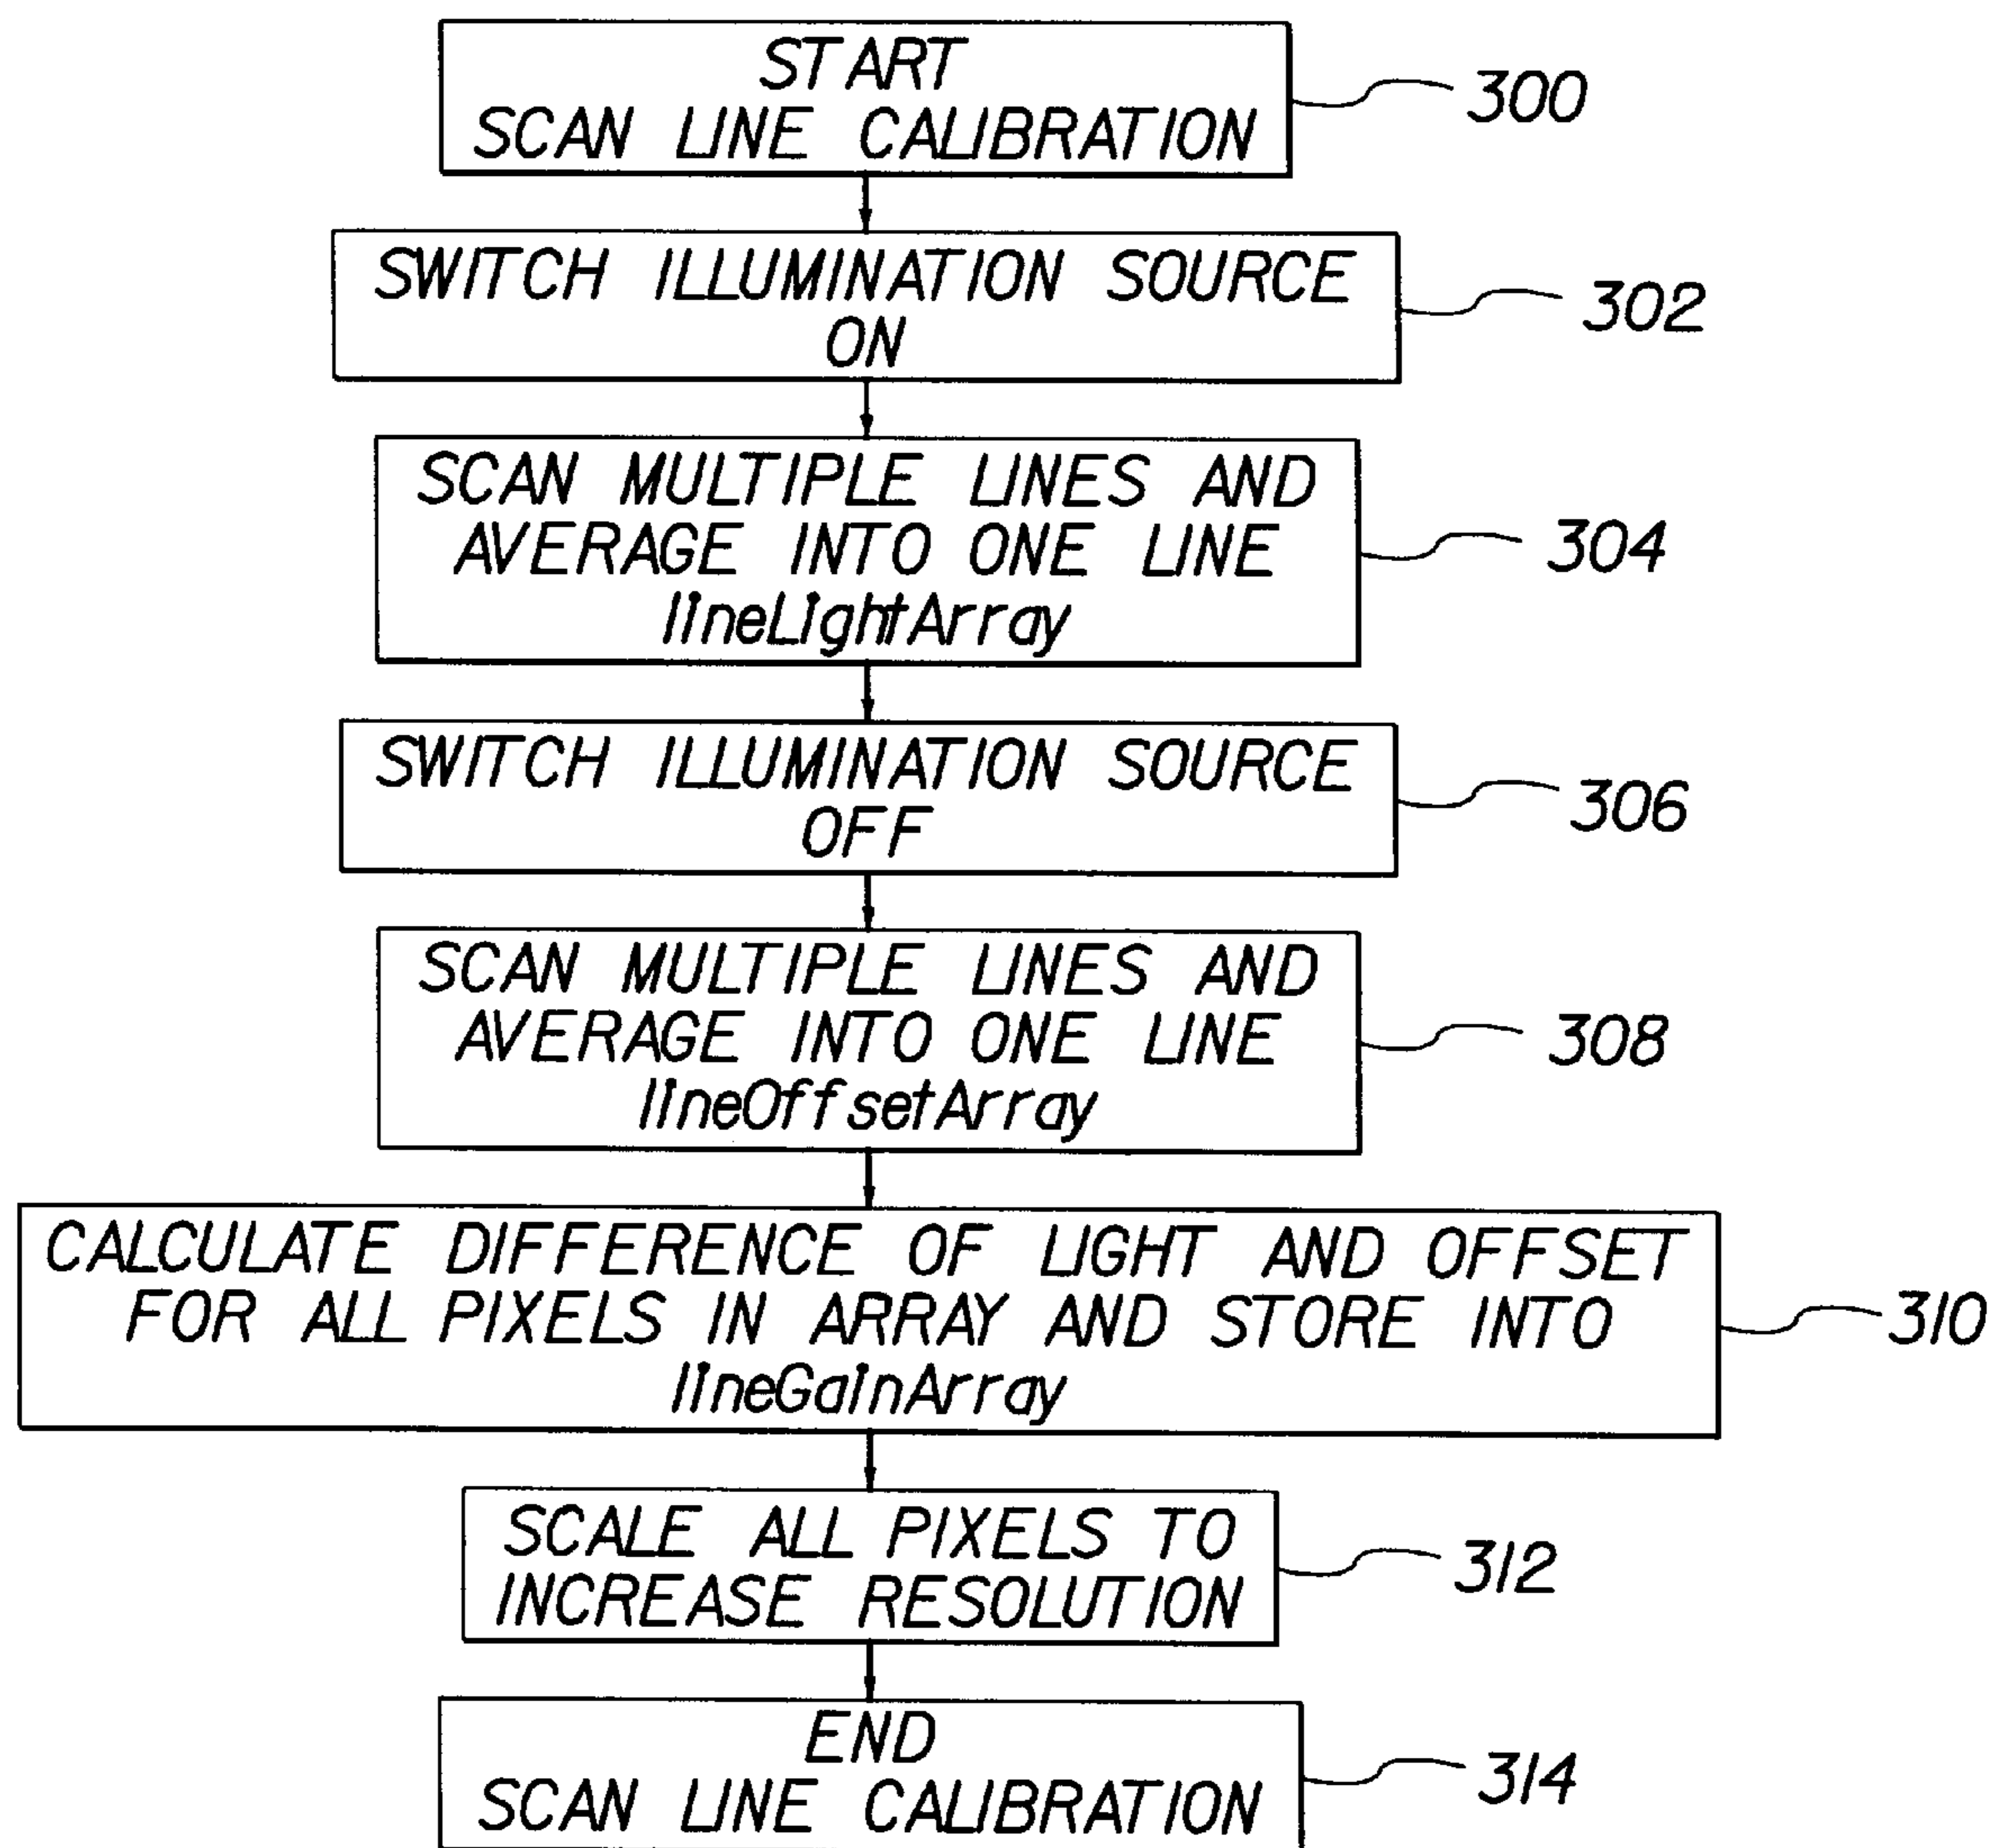 START
SCAN LINE CALIBRATION
300
SWITCH ILLUMINATION SOURCE
ON
302
SCAN MULTIPLE LINES AND
AVERAGE INTO ONE LINE
lineLightArray
304
SWITCH ILLUMINATION SOURCE
OFF
306
SCAN MULTIPLE LINES AND
AVERAGE INTO ONE LINE
lineOffsetArray
308
CALCULATE DIFFERENCE OF LIGHT AND OFFSET
FOR ALL PIXELS IN ARRAY AND STORE INTO
lineGainArray
310
SCALE ALL PIXELS TO
INCREASE RESOLUTION
312
END
SCAN LINE CALIBRATION
314